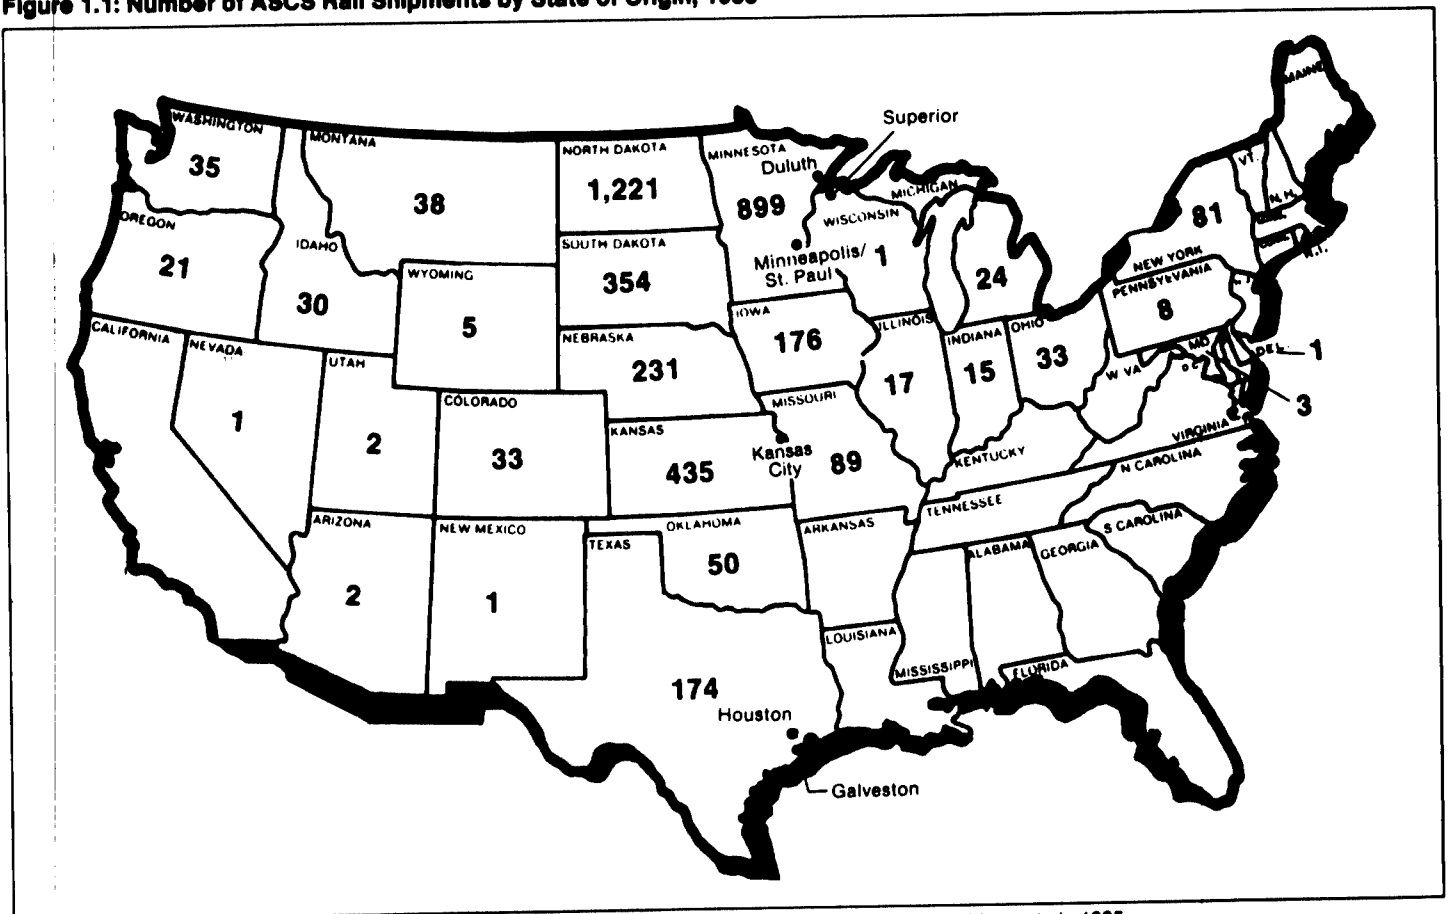 Figure 1.1: Number of ASCS Rail Shipments by State of Origin,
WASHINGTON
35
MONTANA
38
NORTH DAKOTA
1,221
MINNESOTA
899
Duluth
Superior
MICHIGAN
24
MAINE
VT.
N.H.
R.I.
OREGON
21
IDAHO
30
WYOMING
5
SOUTH DAKOTA
354
Minneapolis/
St. Paul
WISCONSIN
1
NEW YORK
81
PENNSYLVANIA
8
CALIFORNIA
NEVADA
1
UTAH
2
COLORADO
33
NEBRASKA
231
IOWA
176
ILLINOIS
17
INDIANA
15
OHIO
33
W VA
MD
DEL.
1
3
D C
KANSAS
435
Kansas
City
MISSOURI
89
KENTUCKY
VIRGINIA
ARIZONA
2
NEW MEXICO
1
TEXAS
174
OKLAHOMA
50
ARKANSAS
TENNESSEE
N CAROLINA
S CAROLINA
ALABAMA
GEORGIA
LOUISIANA
MISSISSIPPI
FLORIDA
Houston
Galveston